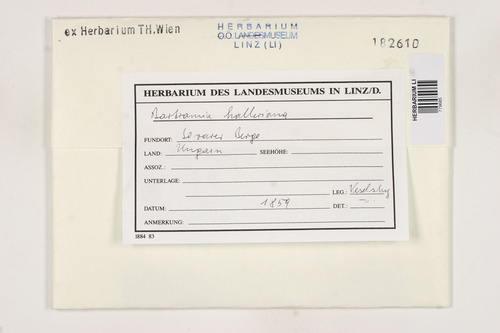 ex Herbarium TH.Wien
HERBARIUM
O.Ö. LANDESMUSEUM
LINZ (LI)
182610
HERBARIUM LI
HERBARIUM DES LANDESMUSEUMS IN LINZ/D.
Bartramia halleriana
FUNDORT: Berge
LAND: Ungarn SEEHÖHE:
ASSOZ.:
UNTERLAGE:
LEG.:
DATUM: 1859 DET.: —
ANMERKUNG:
1884 83